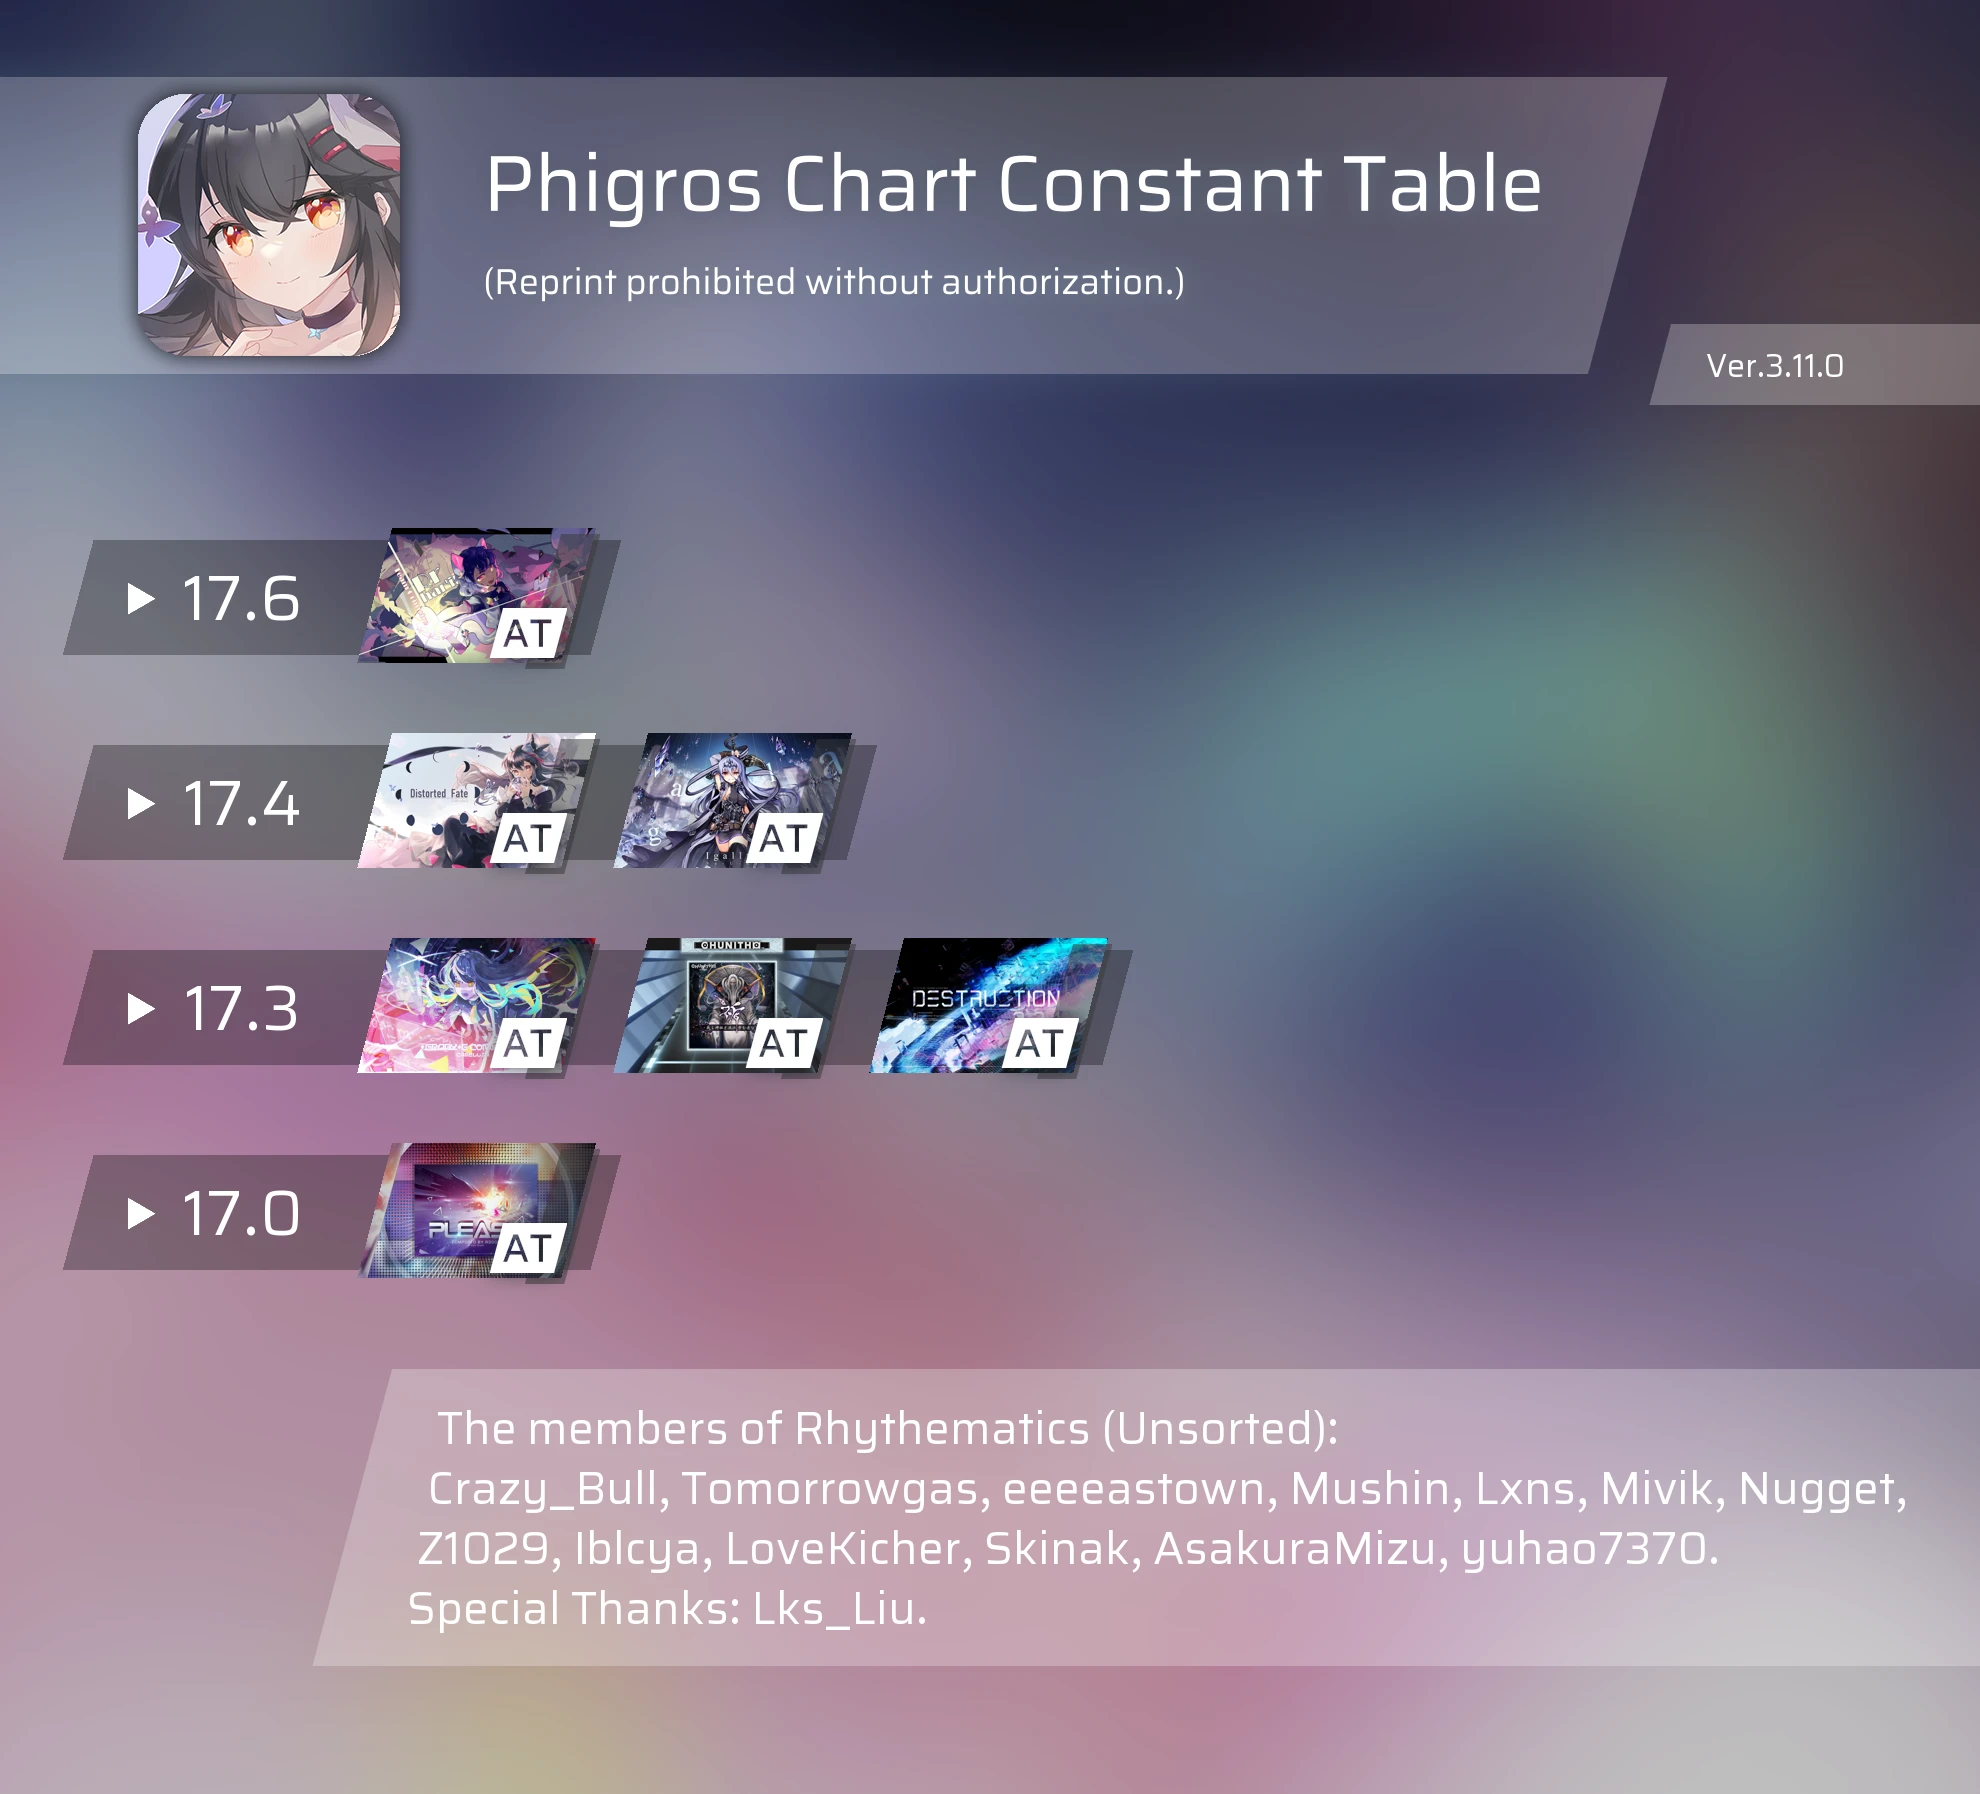 Phigros Chart Constant Table
(Reprint prohibited without authorization.)
Ver.3.11.0
17.6
AT
17.4
Distorted Fate
AT
a
g
l
a
Igall
AT
17.3
AT
CHUNITHM
AT
DESTRUCTION
AT
17.0
PLEAS
AT
The members of Rhythematics (Unsorted):
Crazy_Bull, Tomorrowgas, eeeeastown, Mushin, Lxns, Mivik, Nugget,
Z1029, Iblcya, LoveKicher, Skinak, AsakuraMizu, yuhao7370.
Special Thanks: Lks_Liu.